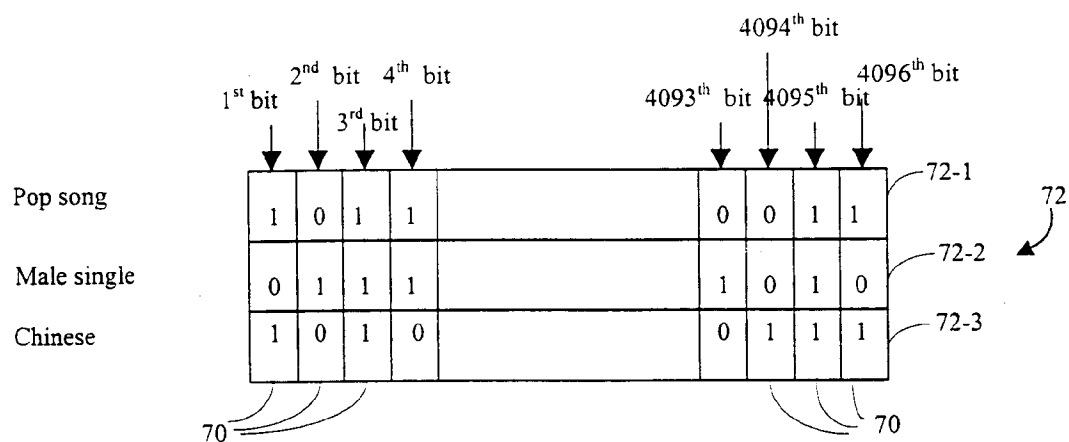 4094th bit
2nd bit 4th bit 4096th bit
1st bit 3rd bit 4093th bit 4095th bit
Pop song 1 0 1 1 0 0 1 1 72-1
72
Male single 0 1 1 1 1 0 1 0 72-2
Chinese 1 0 1 0 0 1 1 1 72-3
70 70